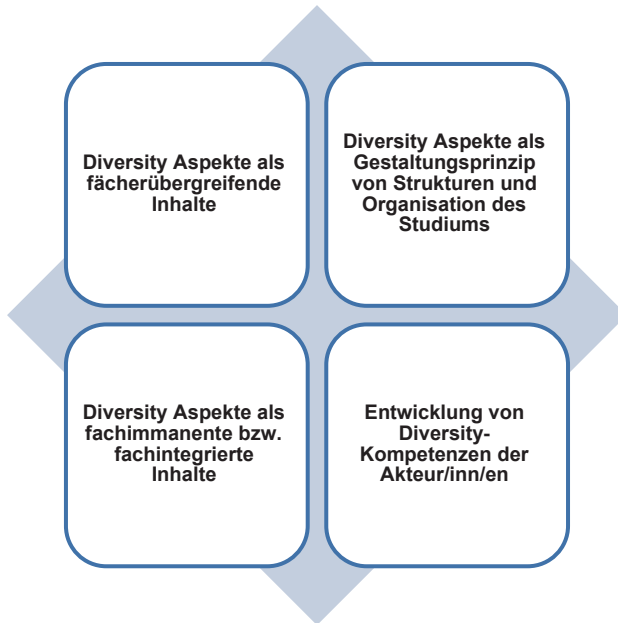 Diversity Aspekte als
fächerübergreifende
Inhalte
Diversity Aspekte als
Gestaltungsprinzip
von Strukturen und
Organisation des
Studiums
Diversity Aspekte als
fachimmanente bzw.
fachintegrierte
Inhalte
Entwicklung von
Diversity-
Kompetenzen der
Akteur/inn/en